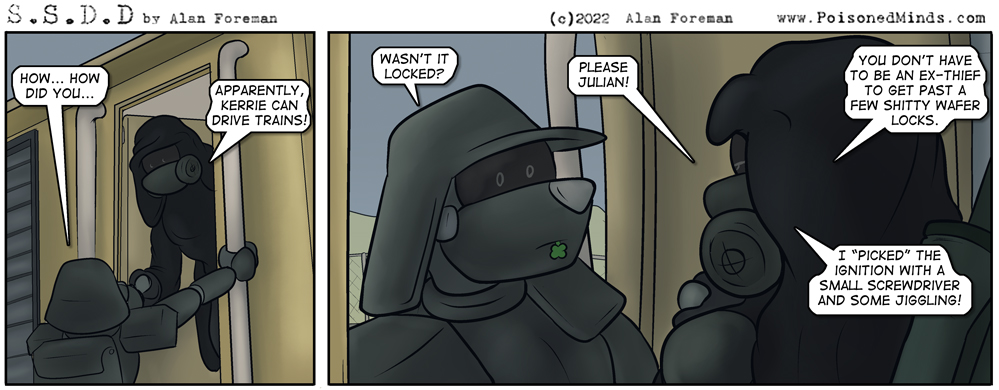 S.S.D.D by Alan Foreman (c)2022 Alan Foreman www.PoisonedMinds.com
HOW... HOW
DID YOU...
APPARENTLY,
KERRIE CAN
DRIVE TRAINS!
WASN'T IT
LOCKED?
PLEASE
JULIAN!
YOU DON'T HAVE
TO BE AN EX-THIEF
TO GET PAST A
FEW SHITTY WAFER
LOCKS.
I "PICKED" THE
IGNITION WITH A
SMALL SCREWDRIVER
AND SOME JIGGLING!